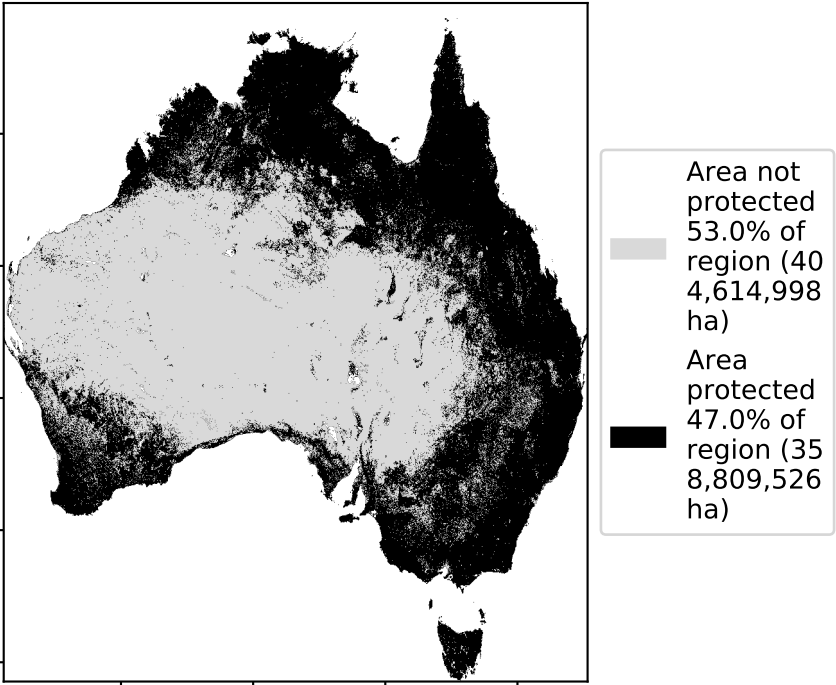 Area not
protected
53.0% of
region (40
4,614,998
ha)
Area
protected
47.0% of
region (35
8,809,526
ha)